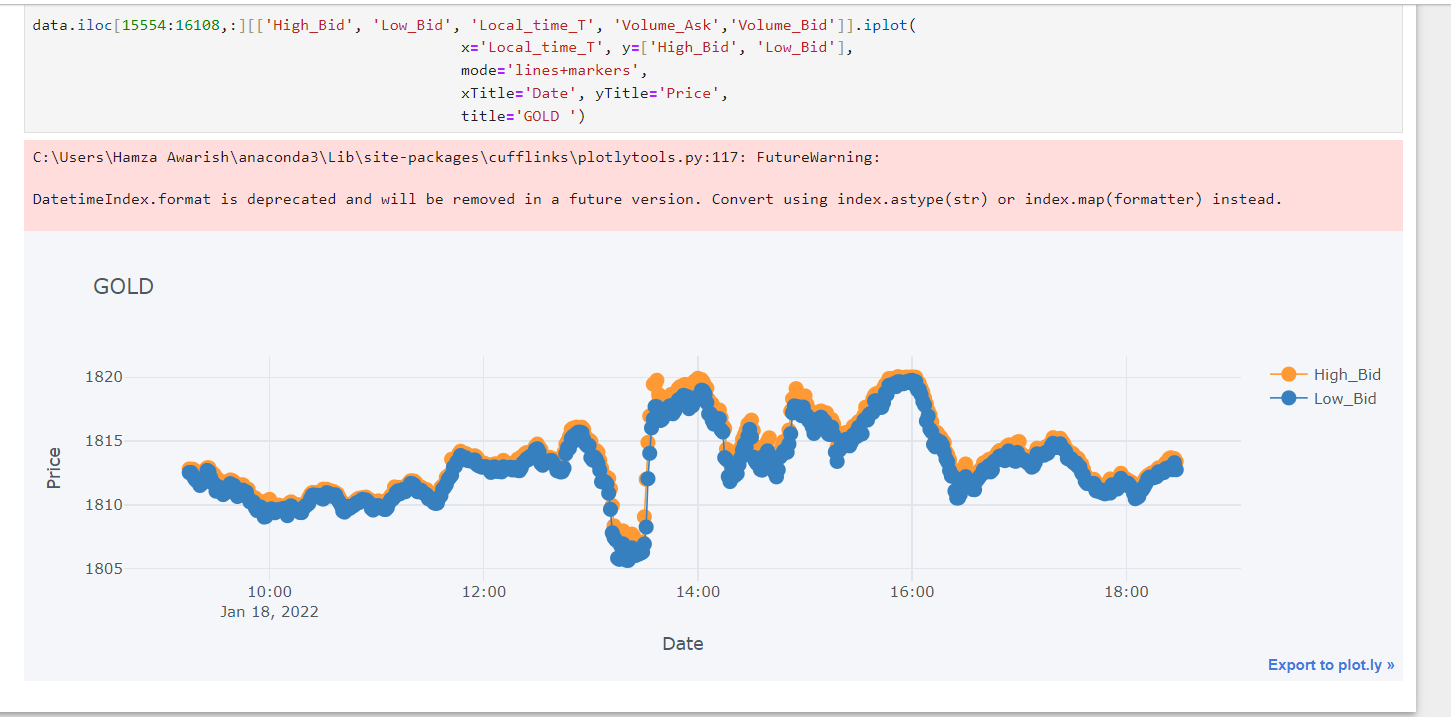 data.iloc[15554:16108,:][['High_Bid', 'Low_Bid', 'Local_time_T', 'Volume_Ask','Volume_Bid']].iplot(
x='Local_time_T', y=['High_Bid', 'Low_Bid'],
mode='lines+markers',
xTitle='Date', yTitle='Price',
title='GOLD ')
C:\Users\Hamza Awarish\anaconda3\Lib\site-packages\cufflinks\plotlytools.py:117: FutureWarning:
DatetimeIndex.format is deprecated and will be removed in a future version. Convert using index.astype(str) or index.map(formatter) instead.
GOLD
1820
1815
1810
1805
Price
High_Bid
Low_Bid
10:00 12:00 14:00 16:00 18:00
Jan 18, 2022
Date
Export to plot.ly »